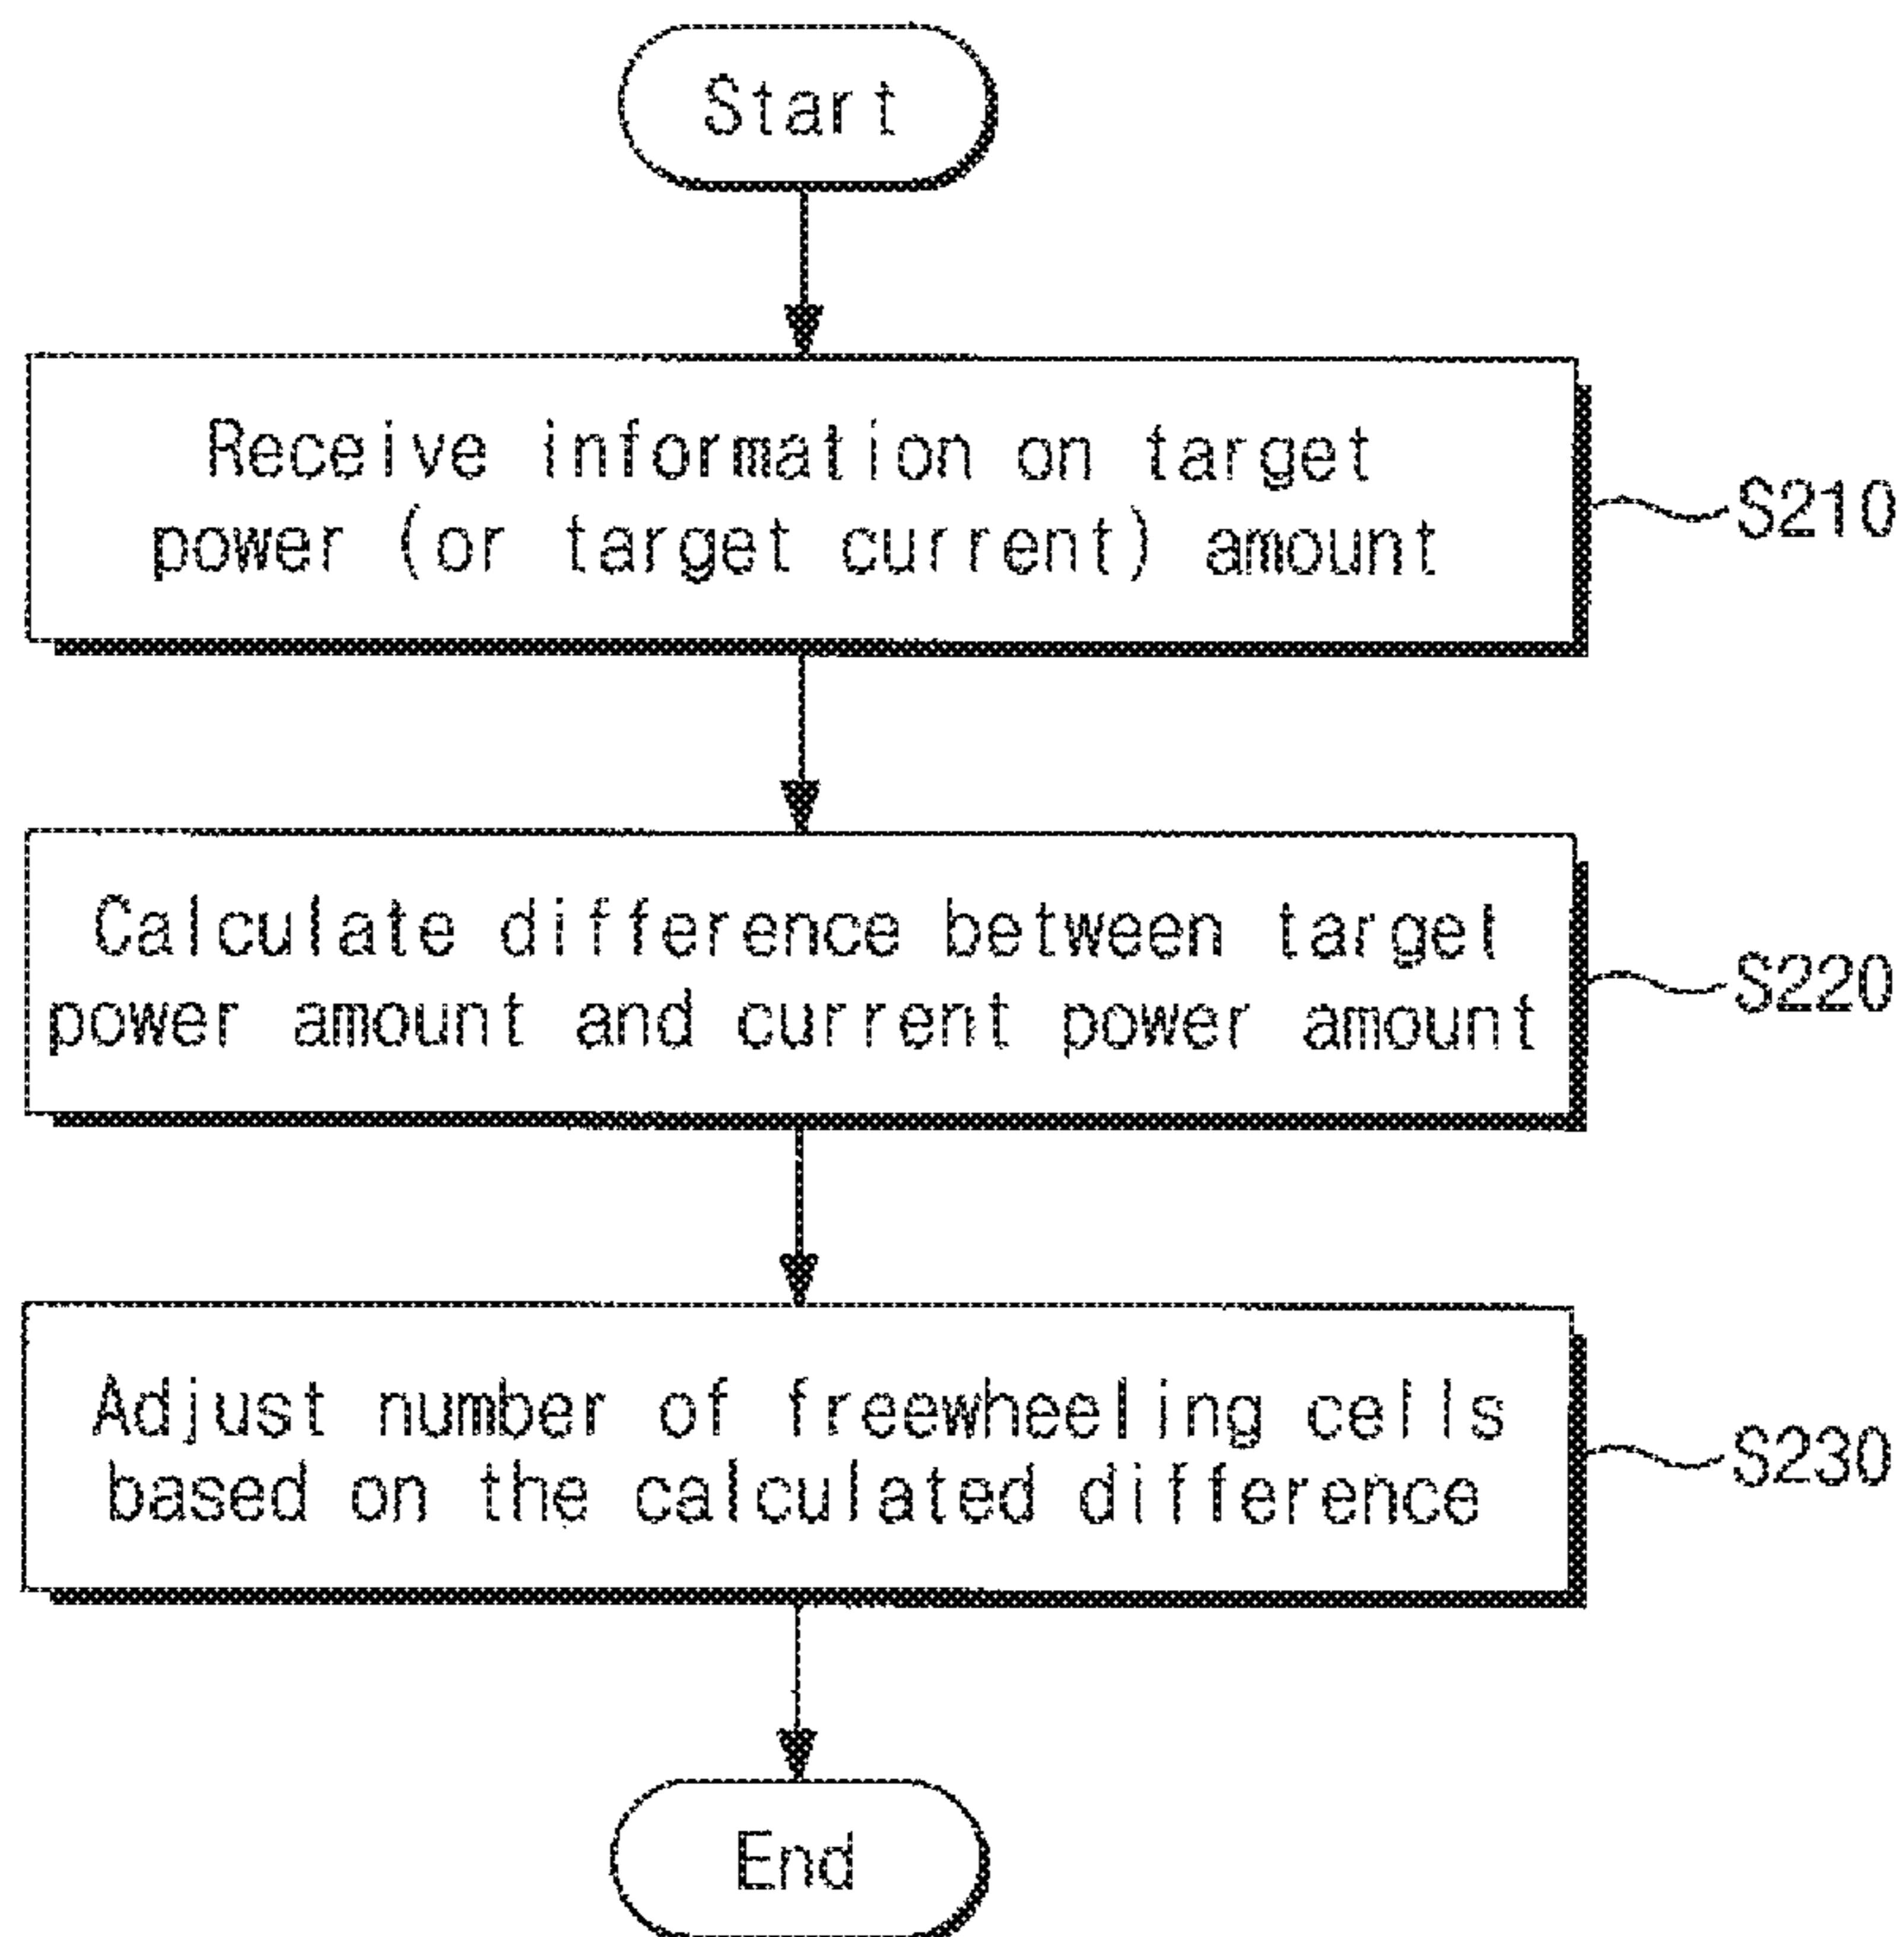 Start
Receive information on target
power (or target current) amount
S210
Calculate difference between target
power amount and current power amount
S220
Adjust number of freewheeling cells
based on the calculated difference
S230
End